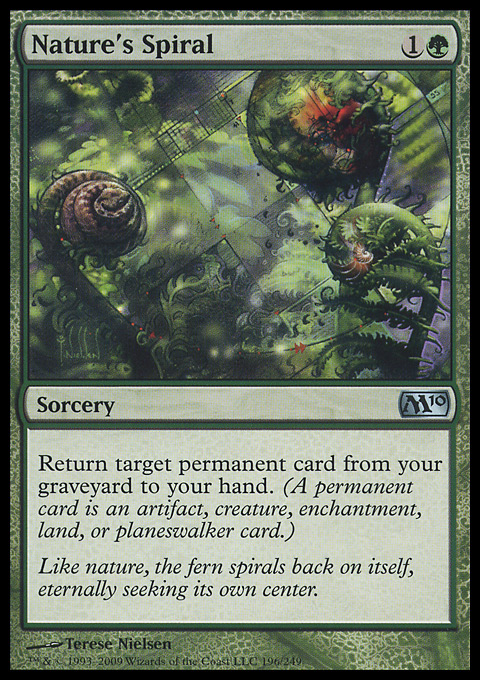 Nature's Spiral 1
NIELSEN
Sorcery M10
Return target permanent card from your
graveyard to your hand. (A permanent
card is an artifact, creature, enchantment,
land, or planeswalker card.)
Like nature, the fern spirals back on itself,
eternally seeking its own center.
Terese Nielsen
™ & © 1993–2009 Wizards of the Coast LLC 196/249